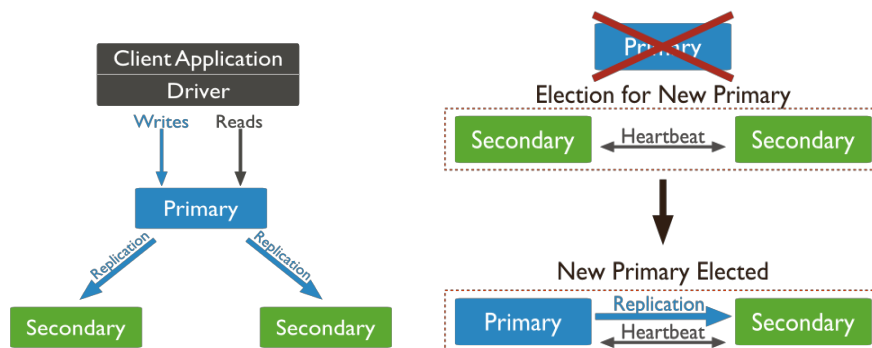 Client Application
Driver
Writes
Reads
Primary
Replication
Replication
Secondary
Secondary
Primary
Election for New Primary
Secondary
Heartbeat
Secondary
New Primary Elected
Primary
Replication
Heartbeat
Secondary